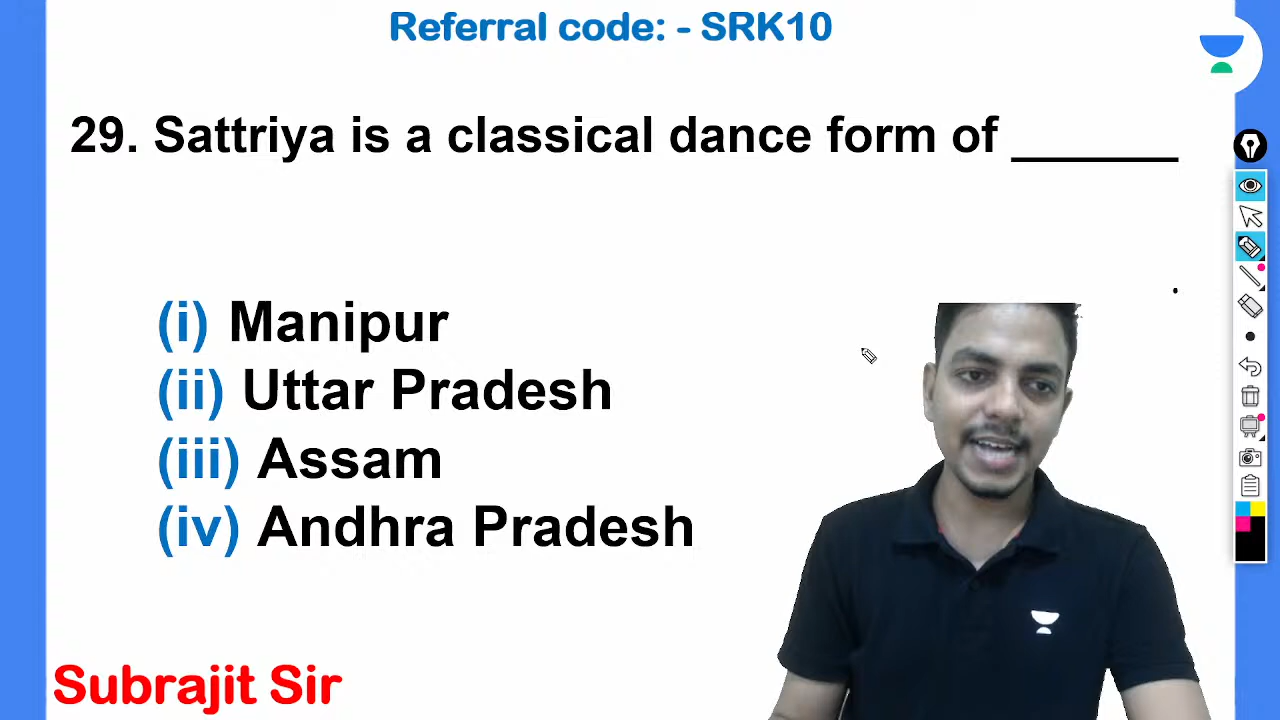 Referral code: - SRK10
29. Sattriya is a classical dance form of ______
(i) Manipur
(ii) Uttar Pradesh
(iii) Assam
(iv) Andhra Pradesh
Subrajit Sir